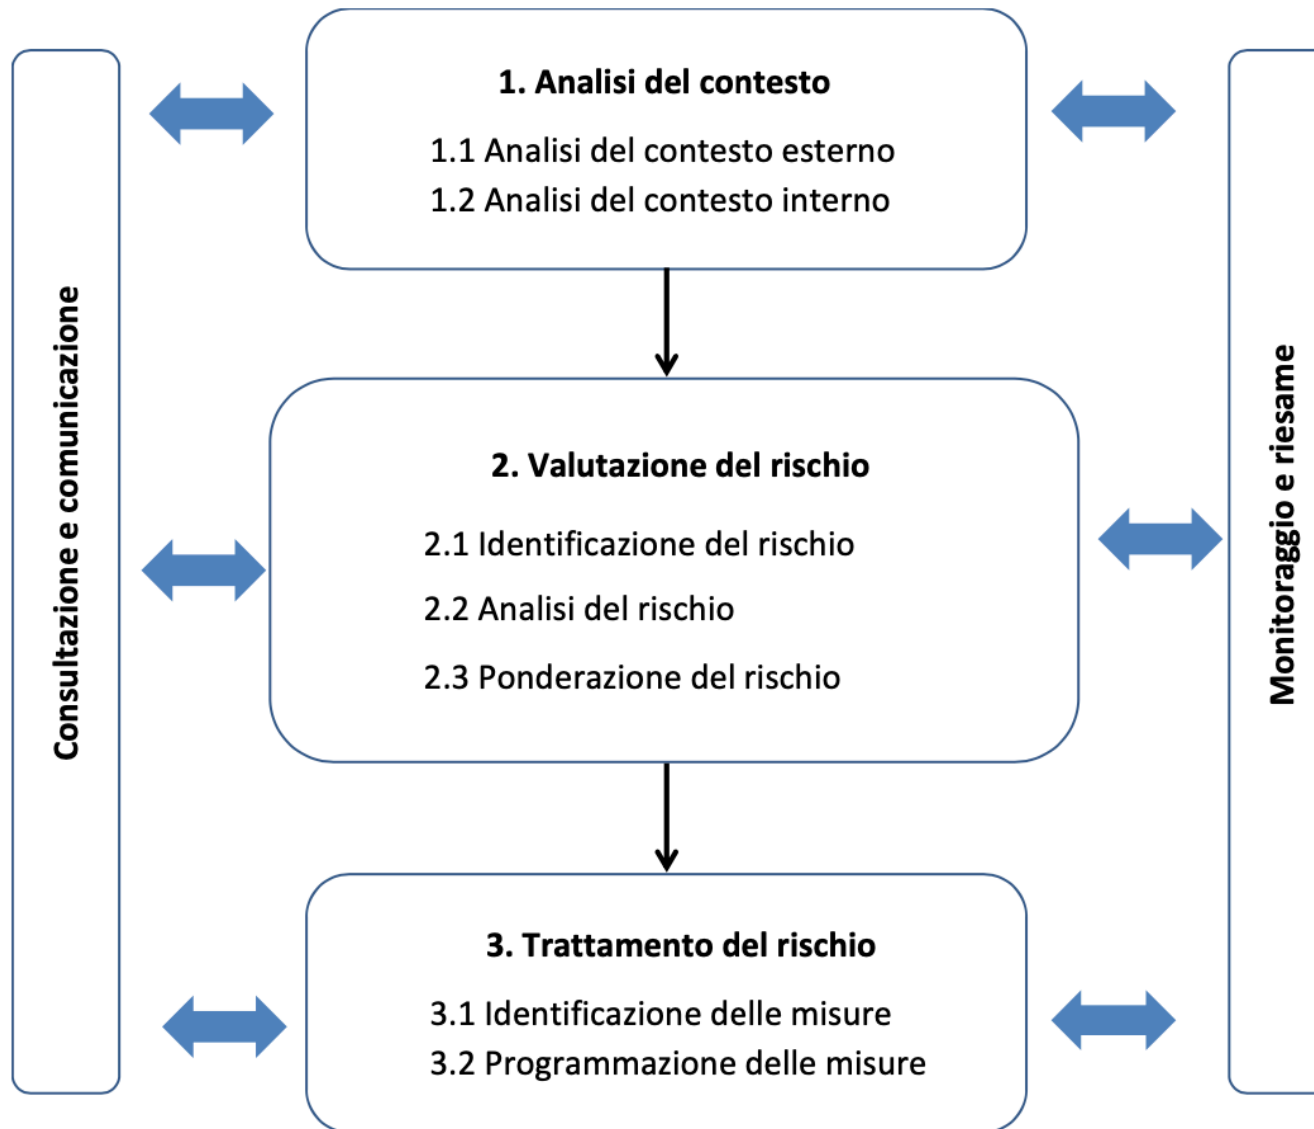 Consultazione e comunicazione
1. Analisi del contesto
1.1 Analisi del contesto esterno
1.2 Analisi del contesto interno
2. Valutazione del rischio
2.1 Identificazione del rischio
2.2 Analisi del rischio
2.3 Ponderazione del rischio
3. Trattamento del rischio
3.1 Identificazione delle misure
3.2 Programmazione delle misure
Monitoraggio e riesame